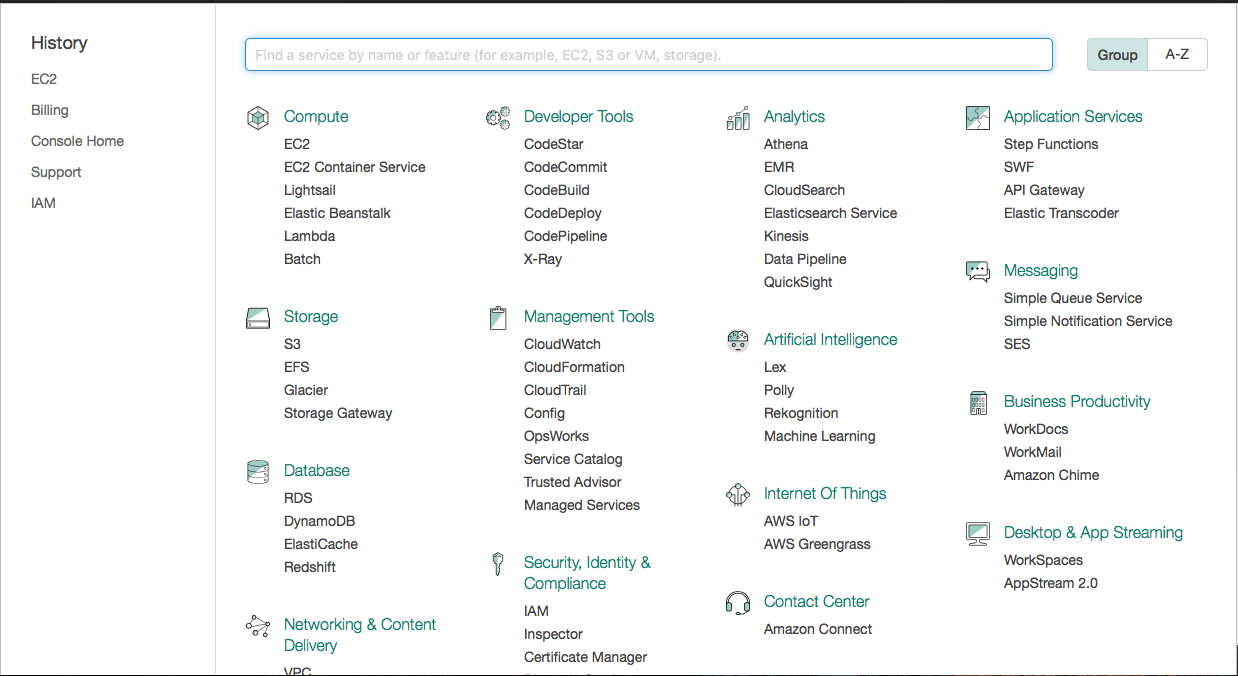 History
EC2
Billing
Console Home
Support
IAM
Find a service by name or feature (for example, EC2, S3 or VM, storage).
Group
A-Z
Compute
EC2
EC2 Container Service
Lightsail
Elastic Beanstalk
Lambda
Batch
Storage
S3
EFS
Glacier
Storage Gateway
Database
RDS
DynamoDB
ElastiCache
Redshift
Networking & Content
Delivery
VPC
Developer Tools
CodeStar
CodeCommit
CodeBuild
CodeDeploy
CodePipeline
X-Ray
Management Tools
CloudWatch
CloudFormation
CloudTrail
Config
OpsWorks
Service Catalog
Trusted Advisor
Managed Services
Security, Identity &
Compliance
IAM
Inspector
Certificate Manager
Analytics
Athena
EMR
CloudSearch
Elasticsearch Service
Kinesis
Data Pipeline
QuickSight
Artificial Intelligence
Lex
Polly
Rekognition
Machine Learning
Internet Of Things
AWS IoT
AWS Greengrass
Contact Center
Amazon Connect
Application Services
Step Functions
SWF
API Gateway
Elastic Transcoder
Messaging
Simple Queue Service
Simple Notification Service
SES
Business Productivity
WorkDocs
WorkMail
Amazon Chime
Desktop & App Streaming
WorkSpaces
AppStream 2.0